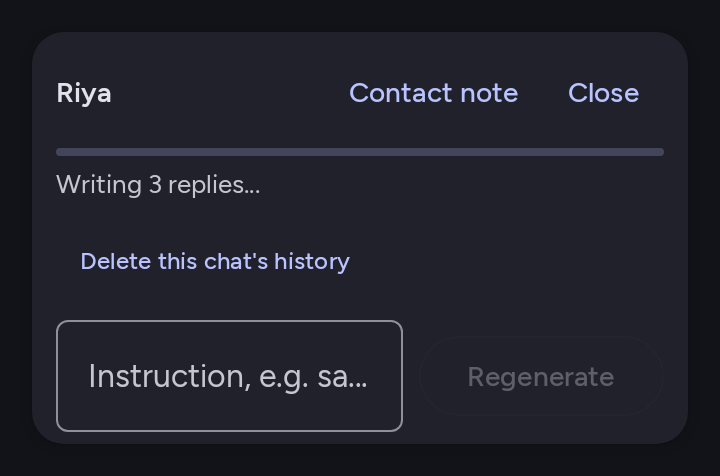 Riya
Contact note
Close
Writing 3 replies...
Delete this chat's history
Instruction, e.g. sa...
Regenerate